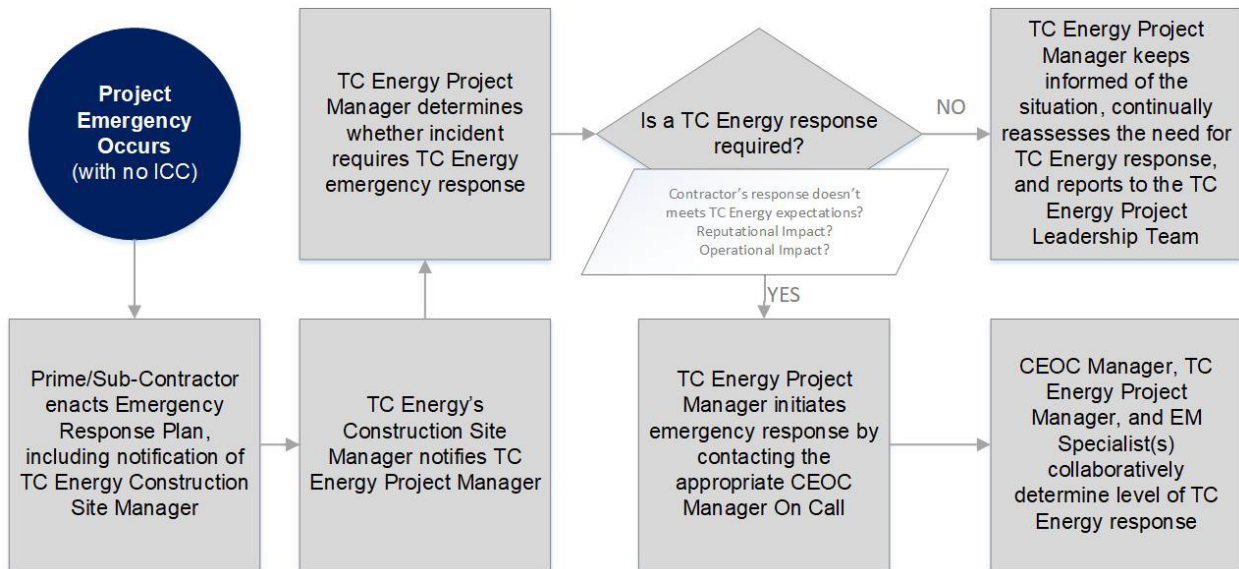 Project
Emergency
Occurs
(with no ICC)
Prime/Sub-Contractor
enacts Emergency
Response Plan,
including notification of
TC Energy Construction
Site Manager
TC Energy's
Construction Site
Manager notifies TC
Energy Project Manager
TC Energy Project
Manager determines
whether incident
requires TC Energy
emergency response
Is a TC Energy response
required?
Contractor's response doesn't
meets TC Energy expectations?
Reputational Impact?
Operational Impact?
NO
TC Energy Project
Manager keeps
informed of the
situation, continually
reassesses the need for
TC Energy response,
and reports to the TC
Energy Project
Leadership Team
YES
TC Energy Project
Manager initiates
emergency response by
contacting the
appropriate CEOC
Manager On Call
CEOC Manager, TC
Energy Project
Manager, and EM
Specialist(s)
collaboratively
determine level of TC
Energy response